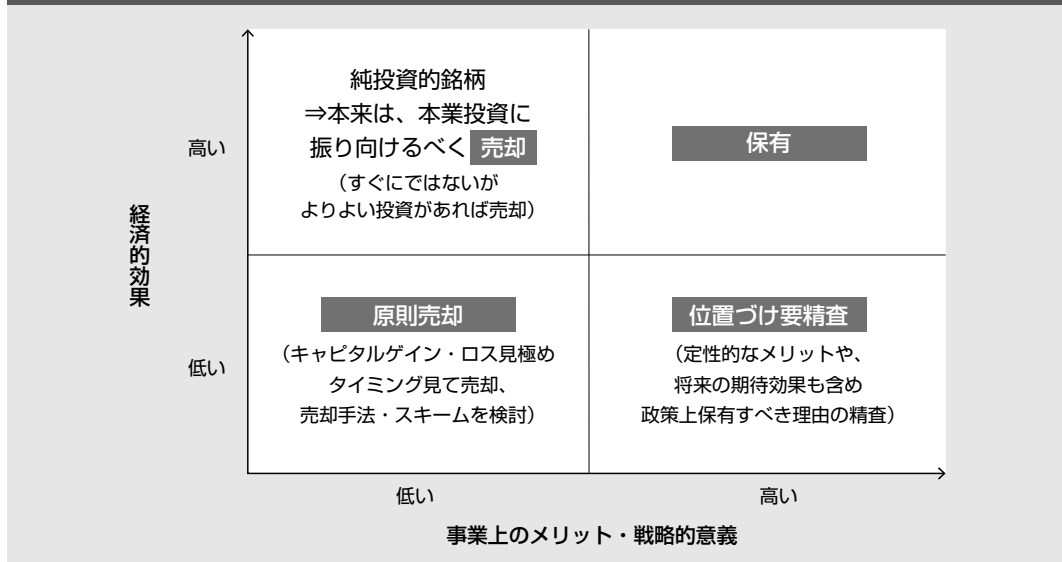 純投資的銘柄
⇒本来は、本業投資に
振り向けるべく 売却
（すぐにではないが
よりよい投資があれば売却）
保有
高い
経済的効果
原則売却
（キャピタルゲイン・ロス見極め
タイミング見て売却、
売却手法・スキームを検討）
位置づけ要精査
（定性的なメリットや、
将来の期待効果も含め
政策上保有すべき理由の精査）
低い
低い
高い
事業上のメリット・戦略的意義